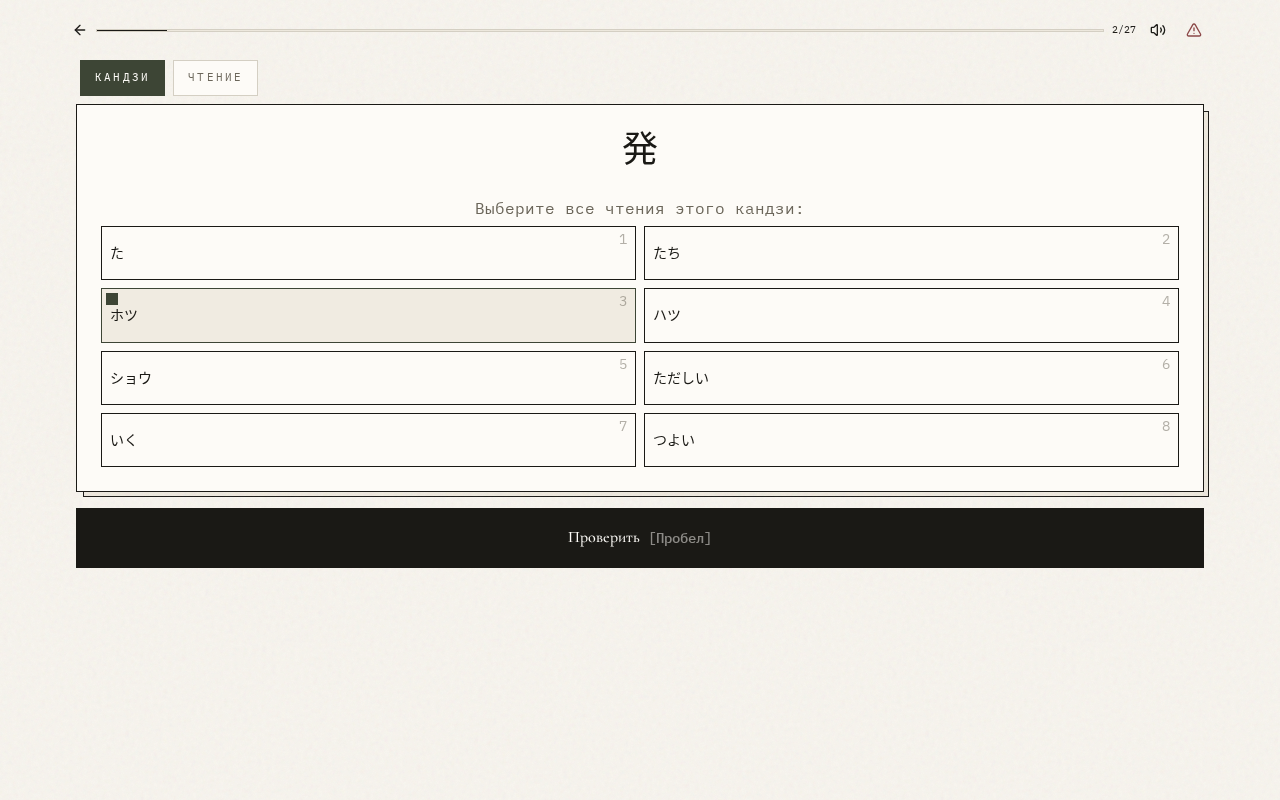 2/27
КАНДЗИ
ЧТЕНИЕ
発
Выберите все чтения этого кандзи:
た 1
たち 2
ホツ 3
ハツ 4
ショウ 5
ただしい 6
いく 7
つよい 8
Проверить [Пробел]